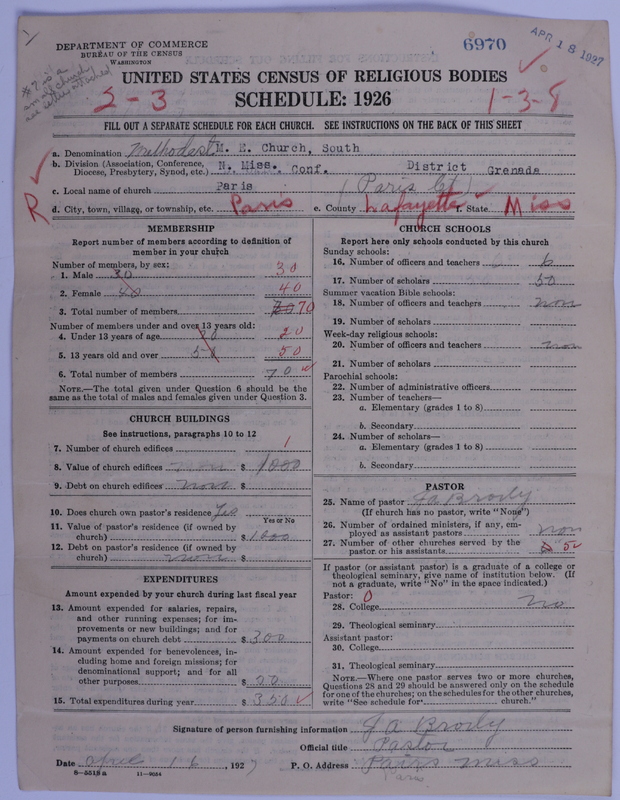 DEPARTMENT OF COMMERCE
BUREAU OF THE CENSUS
WASHINGTON
6970
APR 18 1927
UNITED STATES CENSUS OF RELIGIOUS BODIES
SCHEDULE: 1926
2-3
1-3-8
FILL OUT A SEPARATE SCHEDULE FOR EACH CHURCH. SEE INSTRUCTIONS ON THE BACK OF THIS SHEET
a. Denomination Methodest M. E. Church, South
b. Division (Association, Conference, Diocese, Presbytery, Synod, etc.) N. Miss. Conf. District Grenada
c. Local name of church Paris (Paris ct)
R
d. City, town, village, or township, etc. Paris e. County Lafayette f. State Miss
MEMBERSHIP
Report number of members according to definition of member in your church
Number of members, by sex:
1. Male 30 30
2. Female 40 40
3. Total number of members 70
Number of members under and over 13 years old:
4. Under 13 years of age 20 20
5. 13 years old and over 50 50
6. Total number of members 70
NOTE.—The total given under Question 6 should be the same as the total of males and females given under Question 3.
CHURCH BUILDINGS
See instructions, paragraphs 10 to 12
7. Number of church edifices 1
8. Value of church edifices non $ 1000
9. Debt on church edifices non $
10. Does church own pastor's residence Yes
Yes or No
11. Value of pastor's residence (if owned by church) $ 1600
12. Debt on pastor's residence (if owned by church) non $
EXPENDITURES
Amount expended by your church during last fiscal year
13. Amount expended for salaries, repairs, and other running expenses; for improvements or new buildings; and for payments on church debt $ 300
14. Amount expended for benevolences, including home and foreign missions; for denominational support; and for all other purposes $
15. Total expenditures during year $ 350
CHURCH SCHOOLS
Report here only schools conducted by this church
Sunday schools:
16. Number of officers and teachers 6
17. Number of scholars 50
Summer vacation Bible schools:
18. Number of officers and teachers non
19. Number of scholars
Week-day religious schools:
20. Number of officers and teachers non
21. Number of scholars
Parochial schools:
22. Number of administrative officers
23. Number of teachers—
a. Elementary (grades 1 to 8)
b. Secondary
24. Number of scholars—
a. Elementary (grades 1 to 8)
b. Secondary
PASTOR
25. Name of pastor J a Brody
(If church has no pastor, write "None")
26. Number of ordained ministers, if any, employed as assistant pastors non
27. Number of other churches served by the pastor or his assistants 5
If pastor (or assistant pastor) is a graduate of a college or theological seminary, give name of institution below. (If not a graduate, write "No" in the space indicated.)
Pastor: 0
28. College no
29. Theological seminary
Assistant pastor:
30. College
31. Theological seminary
NOTE.—Where one pastor serves two or more churches, Questions 28 and 29 should be answered only on the schedule for one of the churches; on the schedules for the other churches, write "See schedule for church."
Signature of person furnishing information J a Brody
Official title Pastor
Date April 16, 1927 P. O. Address Pairs miss
Paris
8—5518a 11—9054